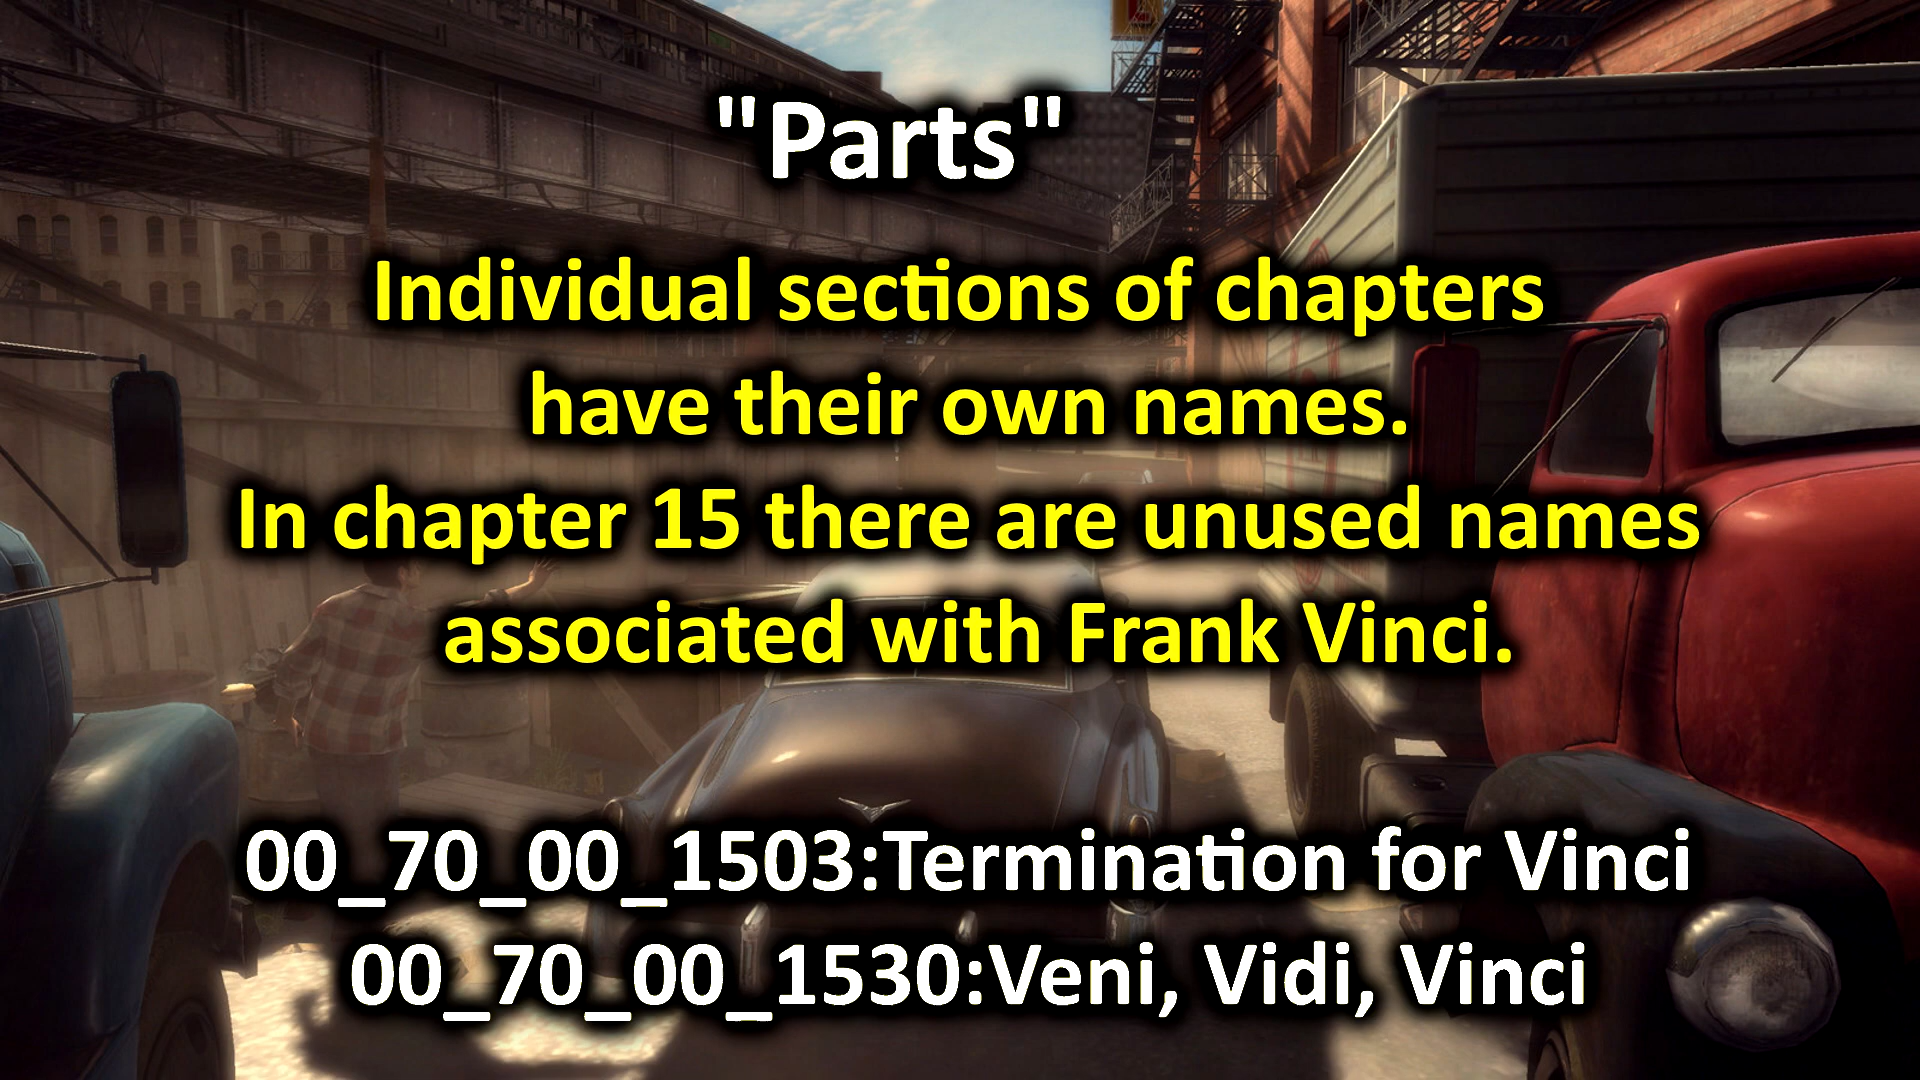 "Parts"
Individual sections of chapters
have their own names.
In chapter 15 there are unused names
associated with Frank Vinci.
00_70_00_1503:Termination for Vinci
00_70_00_1530:Veni, Vidi, Vinci